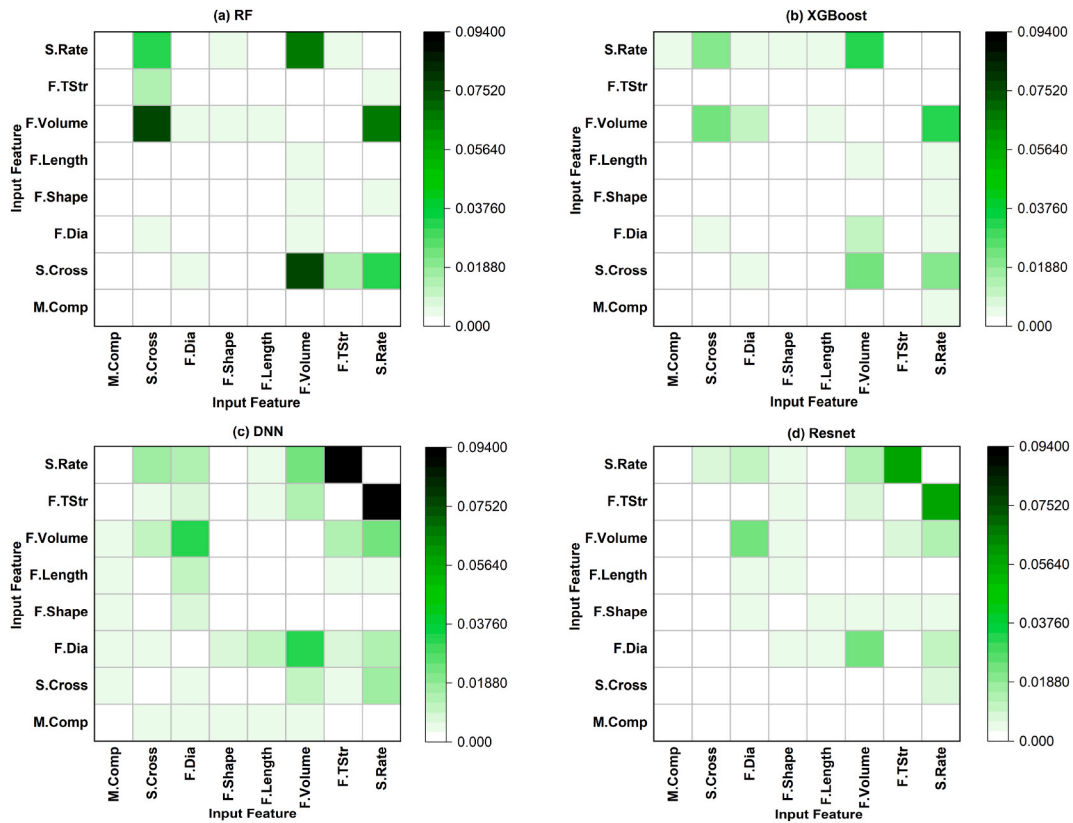 (a) RF
Input Feature
S.Rate
F.TStr
F.Volume
F.Length
F.Shape
F.Dia
S.Cross
M.Comp
M.Comp
S.Cross
F.Dia
F.Shape
F.Length
F.Volume
F.TStr
S.Rate
Input Feature
0.09400
0.07520
0.05640
0.03760
0.01880
0.000
(b) XGBoost
Input Feature
S.Rate
F.TStr
F.Volume
F.Length
F.Shape
F.Dia
S.Cross
M.Comp
M.Comp
S.Cross
F.Dia
F.Shape
F.Length
F.Volume
F.TStr
S.Rate
Input Feature
0.09400
0.07520
0.05640
0.03760
0.01880
0.000
(c) DNN
Input Feature
S.Rate
F.TStr
F.Volume
F.Length
F.Shape
F.Dia
S.Cross
M.Comp
M.Comp
S.Cross
F.Dia
F.Shape
F.Length
F.Volume
F.TStr
S.Rate
Input Feature
0.09400
0.07520
0.05640
0.03760
0.01880
0.000
(d) Resnet
Input Feature
S.Rate
F.TStr
F.Volume
F.Length
F.Shape
F.Dia
S.Cross
M.Comp
M.Comp
S.Cross
F.Dia
F.Shape
F.Length
F.Volume
F.TStr
S.Rate
Input Feature
0.09400
0.07520
0.05640
0.03760
0.01880
0.000